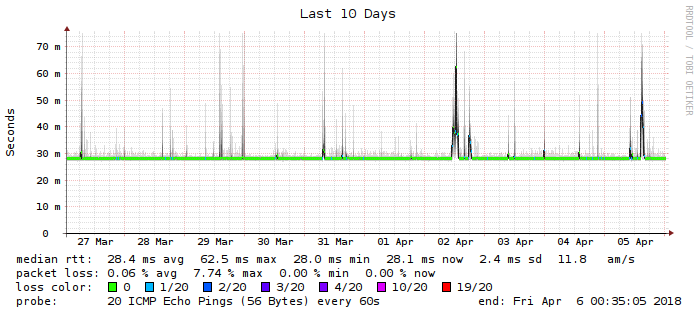 Last 10 Days
RRDTOOL / TOBI OETIKER
Seconds
70 m
60 m
50 m
40 m
30 m
20 m
10 m
0
27 Mar 28 Mar 29 Mar 30 Mar 31 Mar 01 Apr 02 Apr 03 Apr 04 Apr 05 Apr
median rtt: 28.4 ms avg 62.5 ms max 28.0 ms min 28.1 ms now 2.4 ms sd 11.8 am/s
packet loss: 0.06 % avg 7.74 % max 0.00 % min 0.00 % now
loss color: 0 1/20 2/20 3/20 4/20 10/20 19/20
probe: 20 ICMP Echo Pings (56 Bytes) every 60s end: Fri Apr 6 00:35:05 2018